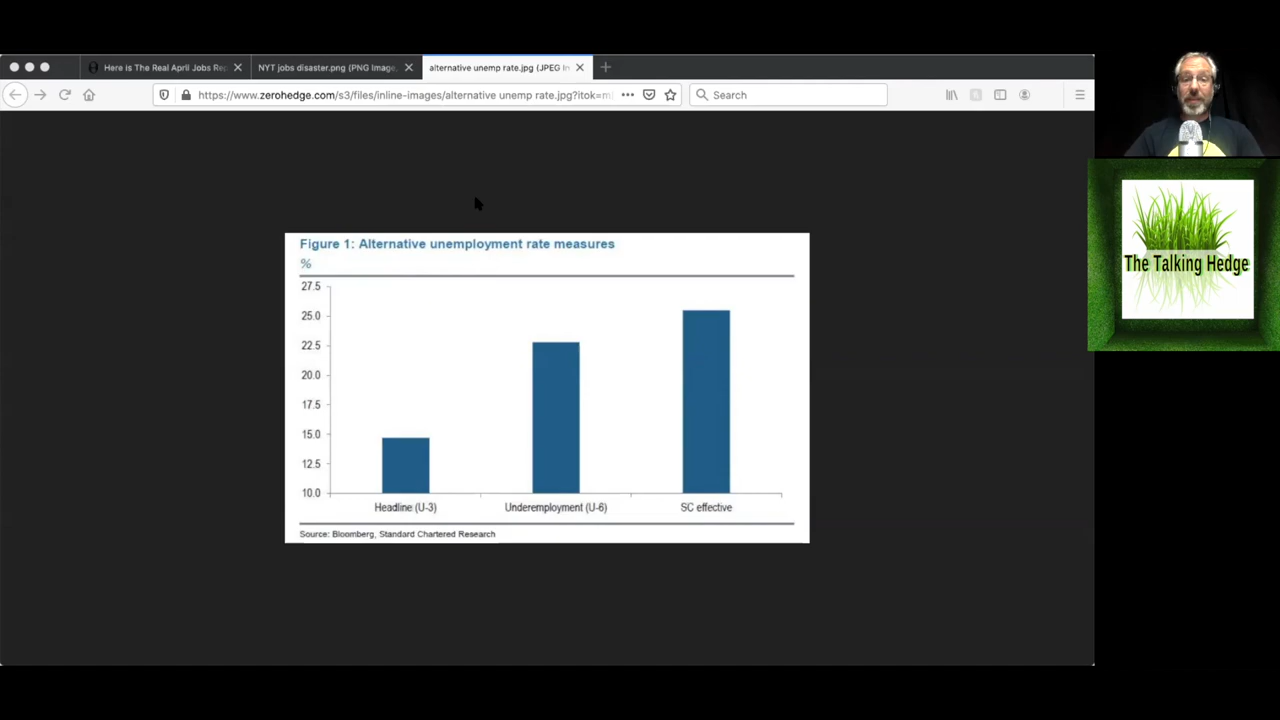 Here is The Real April Jobs Re
NYT jobs disaster.png (PNG Image,
alternative unemp rate.jpg (JPEG I
https://www.zerohedge.com/s3/files/inline-images/alternative unemp rate.jpg?itok=m
Search
The Talking Hedge
Figure 1: Alternative unemployment rate measures
%
27.5
25.0
22.5
20.0
17.5
15.0
12.5
10.0
Headline (U-3)
Underemployment (U-6)
SC effective
Source: Bloomberg, Standard Chartered Research